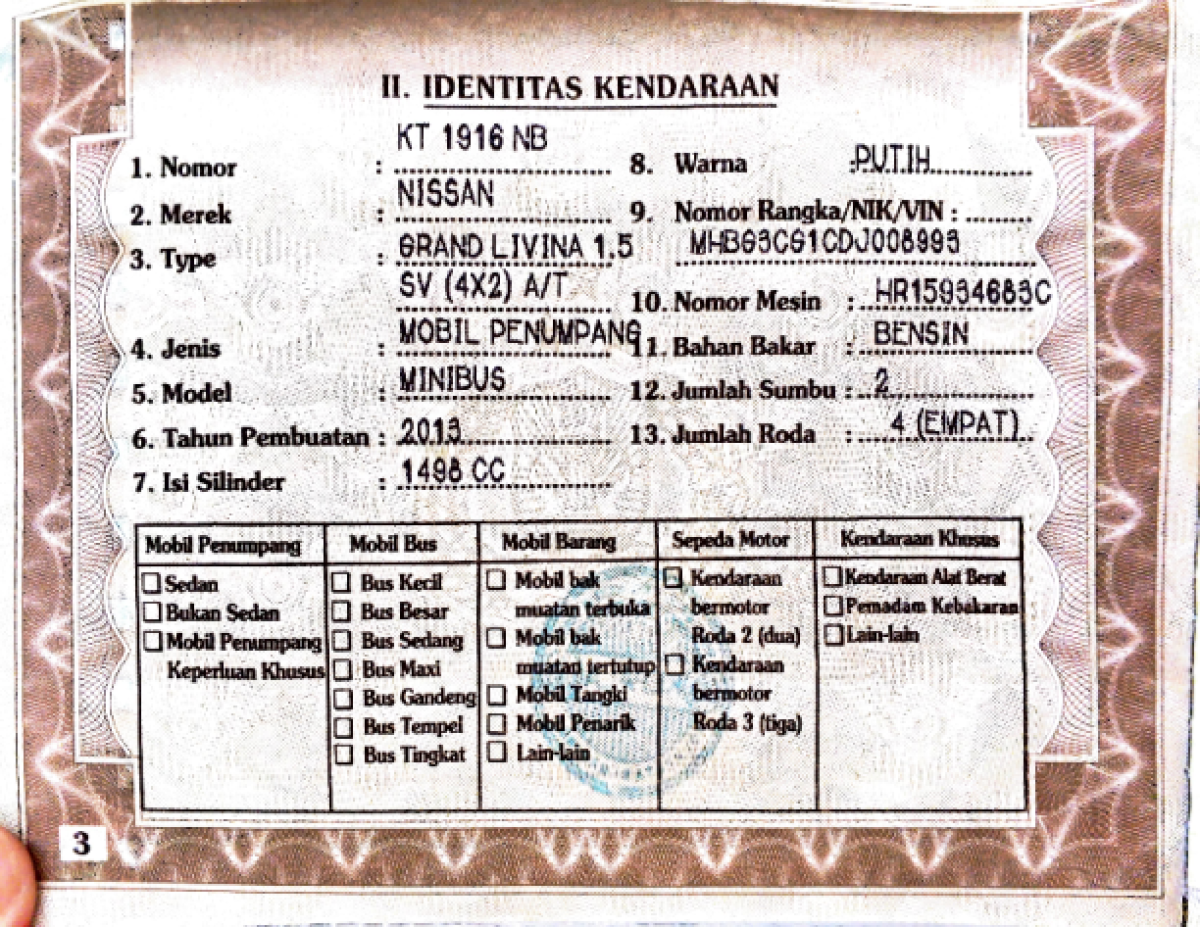 II. IDENTITAS KENDARAAN
1. Nomor : KT 1916 NB
2. Merek : NISSAN
3. Type : GRAND LIVINA 1.5
SV (4X2) A/T
4. Jenis : MOBIL PENUMPANG
5. Model : MINIBUS
6. Tahun Pembuatan : 2013
7. Isi Silinder : 1498 CC
8. Warna : PUTIH
9. Nomor Rangka/NIK/VIN :
MHBG3CG1CDJ008993
10. Nomor Mesin : HR15934683C
11. Bahan Bakar : BENSIN
12. Jumlah Sumbu : 2
13. Jumlah Roda : 4 (EMPAT)
Mobil Penumpang
Sedan
Bukan Sedan
Mobil Penumpang
Keperluan Khusus
Mobil Bus
Bus Kecil
Bus Besar
Bus Sedang
Bus Maxi
Bus Gandeng
Bus Tempel
Bus Tingkat
Mobil Barang
Mobil bak
muatan terbuka
Mobil bak
muatan tertutup
Mobil Tangki
Mobil Penarik
Lain-lain
Sepeda Motor
Kendaraan
bermotor
Roda 2 (dua)
Kendaraan
bermotor
Roda 3 (tiga)
Kendaraan Khusus
Kendaraan Alat Berat
Pemadam Kebakaran
Lain-lain
3